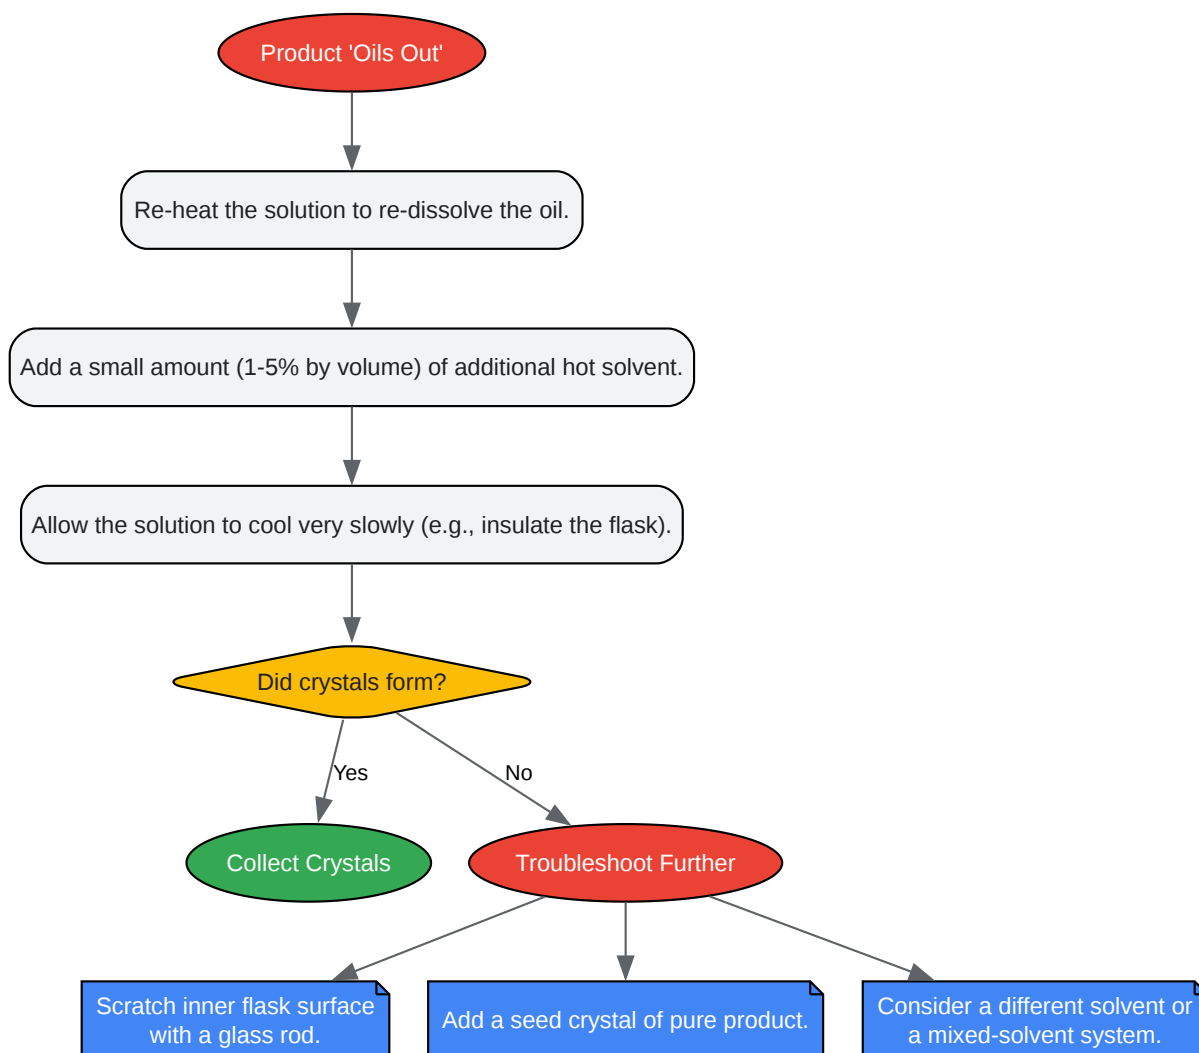 Product 'Oils Out'
Re-heat the solution to re-dissolve the oil.
Add a small amount (1-5% by volume) of additional hot solvent.
Allow the solution to cool very slowly (e.g., insulate the flask).
Did crystals form?
Yes
No
Collect Crystals
Troubleshoot Further
Scratch inner flask surface
with a glass rod.
Add a seed crystal of pure product.
Consider a different solvent or
a mixed-solvent system.